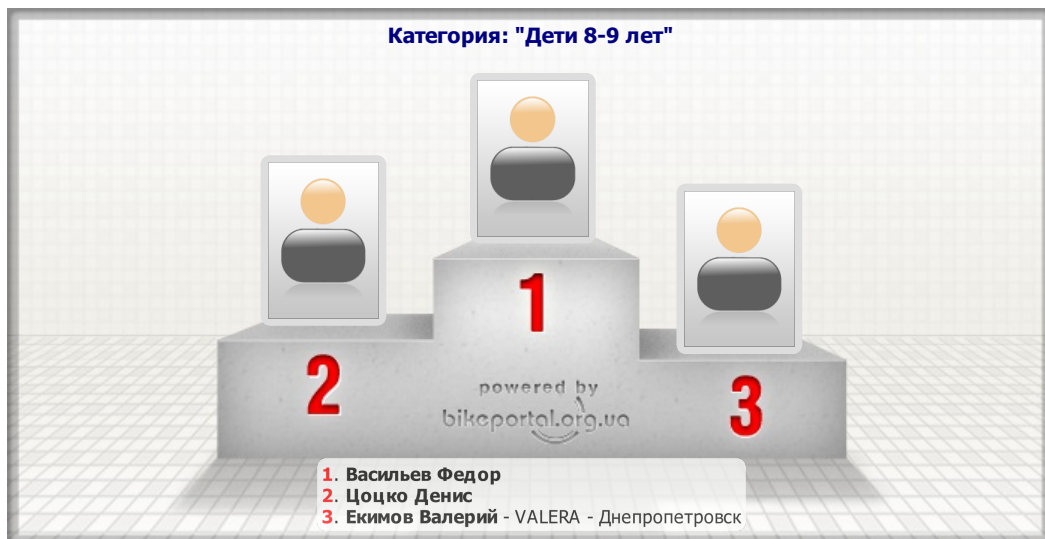 Категория: "Дети 8-9 лет"
1
2
3
powered by
bikeportal.org.ua
1. Васильев Федор
2. Цоцко Денис
3. Екимов Валерий - VALERA - Днепропетровск